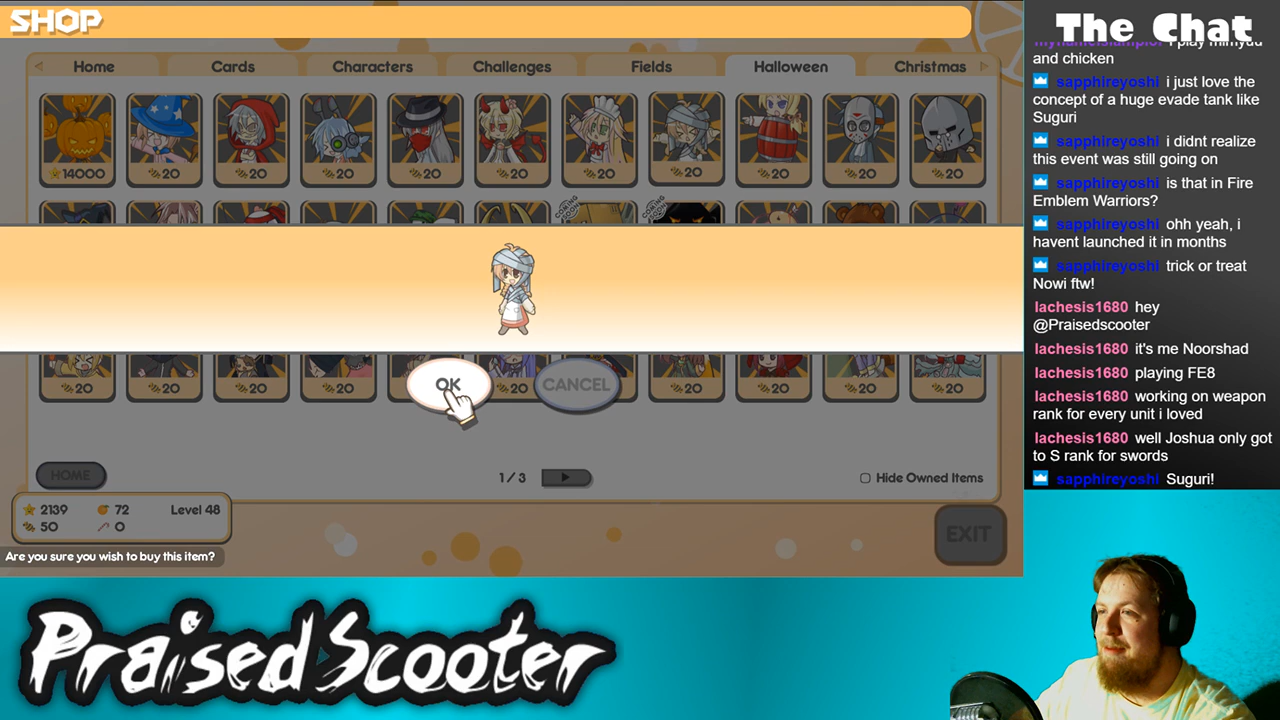 SHOP
Home
Cards
Characters
Challenges
Fields
Halloween
Christmas
14000
20
20
20
20
20
20
20
20
20
20
COMING SOON
COMING SOON
20
20
20
20
20
20
20
20
20
OK
CANCEL
HOME
1/3
Hide Owned Items
2139
72
Level 48
50
0
EXIT
Are you sure you wish to buy this item?
PraisedScooter
The Chat
and chicken
sapphireyoshi i just love the
concept of a huge evade tank like
Suguri
sapphireyoshi i didnt realize
this event was still going on
sapphireyoshi is that in Fire
Emblem Warriors?
sapphireyoshi ohh yeah, i
havent launched it in months
sapphireyoshi trick or treat
Nowi ftw!
lachesis1680 hey
@Praisedscooter
lachesis1680 it's me Noorshad
lachesis1680 playing FE8
lachesis1680 working on weapon
rank for every unit i loved
lachesis1680 well Joshua only got
to S rank for swords
sapphireyoshi Suguri!